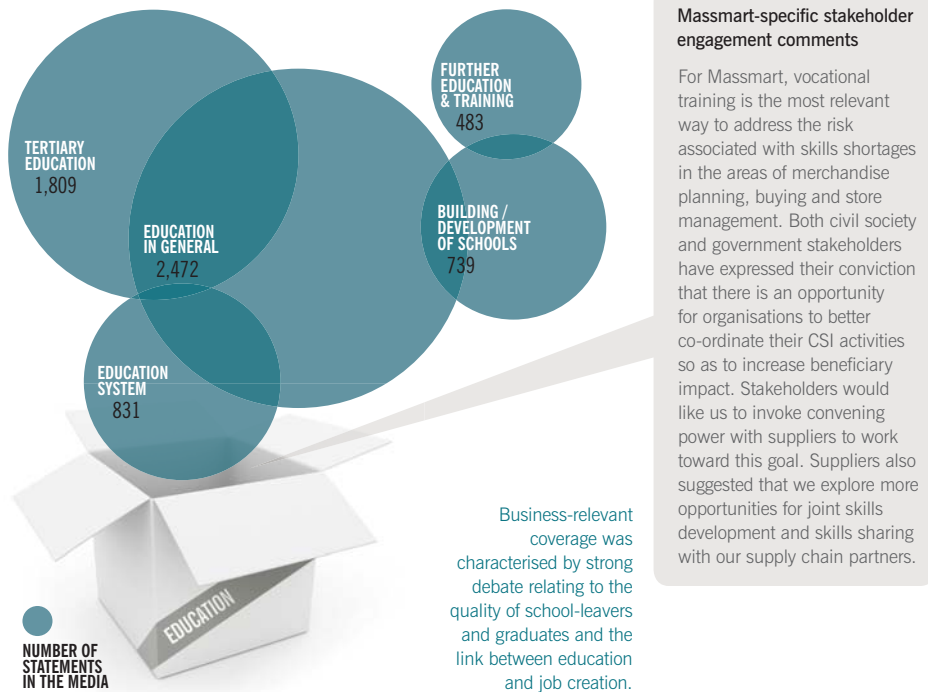 TERTIARY
EDUCATION
1,809
EDUCATION
IN GENERAL
2,472
FURTHER
EDUCATION
& TRAINING
483
BUILDING /
DEVELOPMENT
OF SCHOOLS
739
EDUCATION
SYSTEM
831
EDUCATION
NUMBER OF
STATEMENTS
IN THE MEDIA
Business-relevant
coverage was
characterised by strong
debate relating to the
quality of school-leavers
and graduates and the
link between education
and job creation.
Massmart-specific stakeholder
engagement comments
For Massmart, vocational
training is the most relevant
way to address the risk
associated with skills shortages
in the areas of merchandise
planning, buying and store
management. Both civil society
and government stakeholders
have expressed their conviction
that there is an opportunity
for organisations to better
co-ordinate their CSI activities
so as to increase beneficiary
impact. Stakeholders would
like us to invoke convening
power with suppliers to work
toward this goal. Suppliers also
suggested that we explore more
opportunities for joint skills
development and skills sharing
with our supply chain partners.